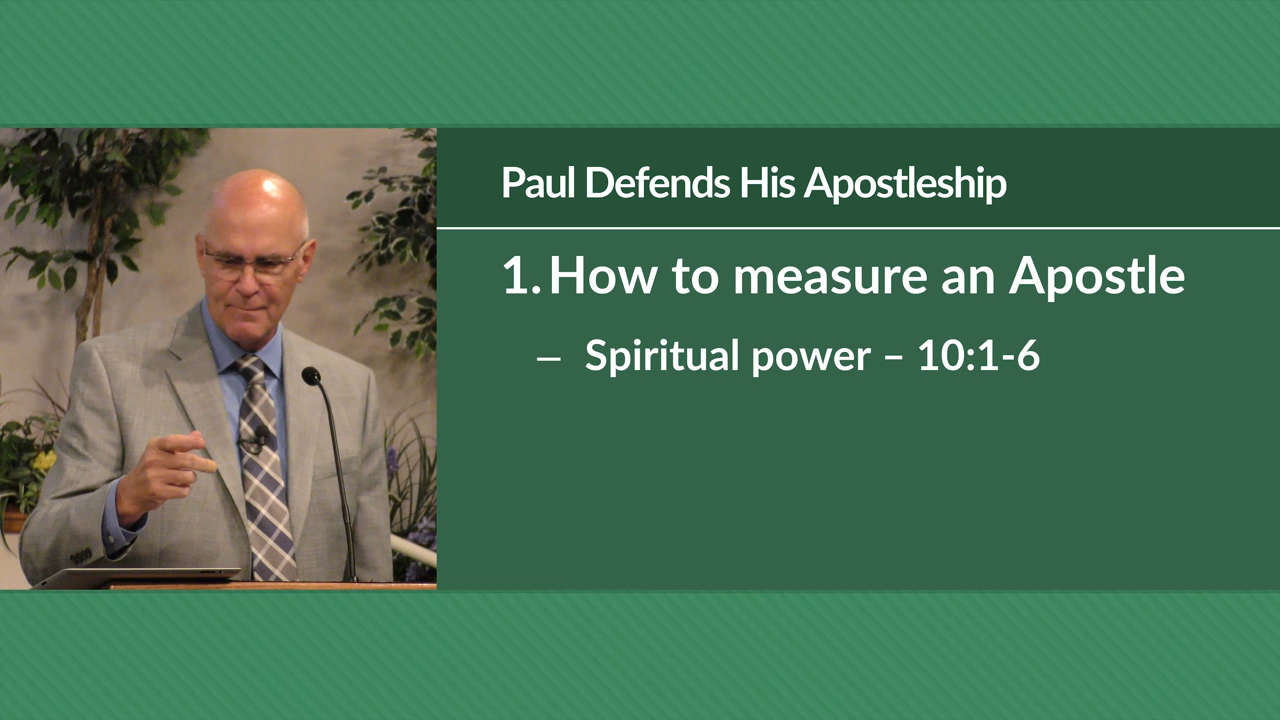 Paul Defends His Apostleship
1. How to measure an Apostle
– Spiritual power – 10:1-6